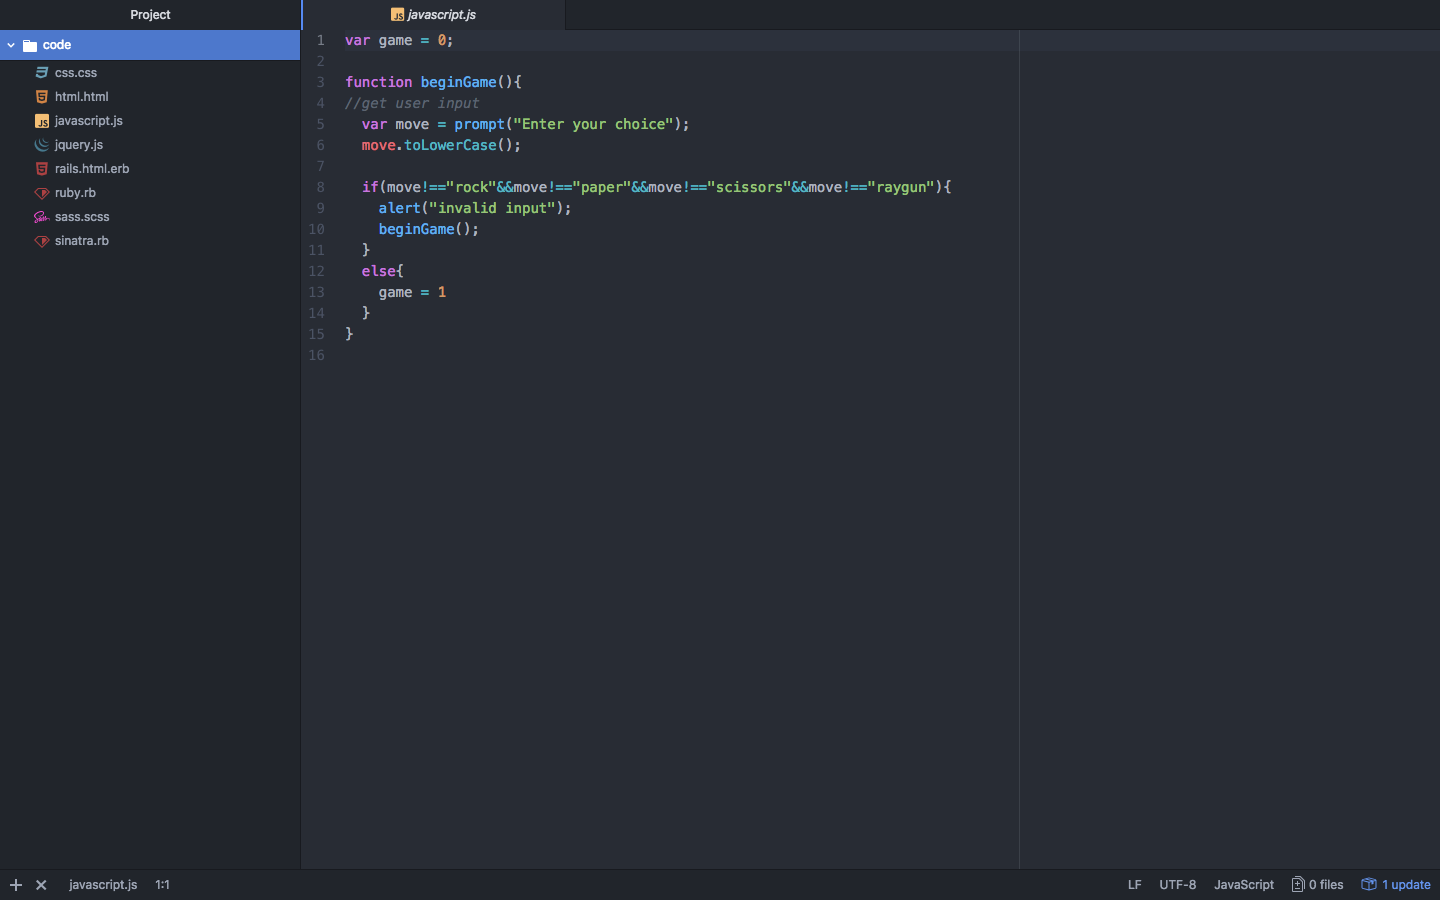 Project
javascript.js
code
css.css
html.html
javascript.js
jquery.js
rails.html.erb
ruby.rb
sass.scss
sinatra.rb
1 var game = 0;
2
3 function beginGame(){
4 //get user input
5   var move = prompt("Enter your choice");
6   move.toLowerCase();
7
8   if(move!=="rock"&&move!=="paper"&&move!=="scissors"&&move!=="raygun"){
9     alert("invalid input");
10     beginGame();
11   }
12   else{
13     game = 1
14   }
15 }
16
javascript.js 1:1 LF UTF-8 JavaScript 0 files 1 update